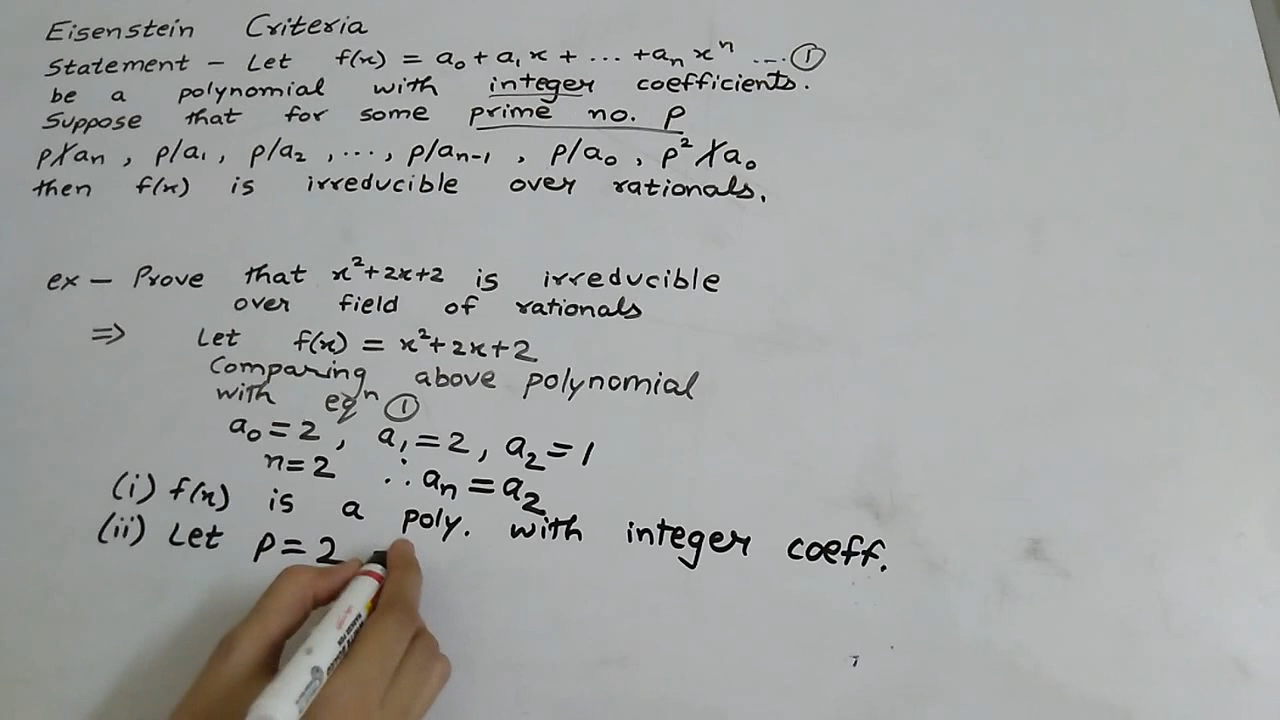 Eisenstein Criteria
Statement - Let f(x) = a₀ + a₁x + ... + aₙxⁿ ... ①
be a polynomial with integer coefficients.
Suppose that for some prime no. p
p∤aₙ, p/a₁, p/a₂, ..., p/aₙ₋₁, p/a₀, p²∤a₀
then f(x) is irreducible over rationals.
ex - Prove that x²+2x+2 is irreducible
over field of rationals
⇒ Let f(x) = x²+2x+2
Comparing above polynomial
with eqⁿ ①
a₀=2, a₁=2, a₂=1
n=2 ∴ aₙ = a₂
(i) f(x) is a poly. with integer coeff.
(ii) Let p=2